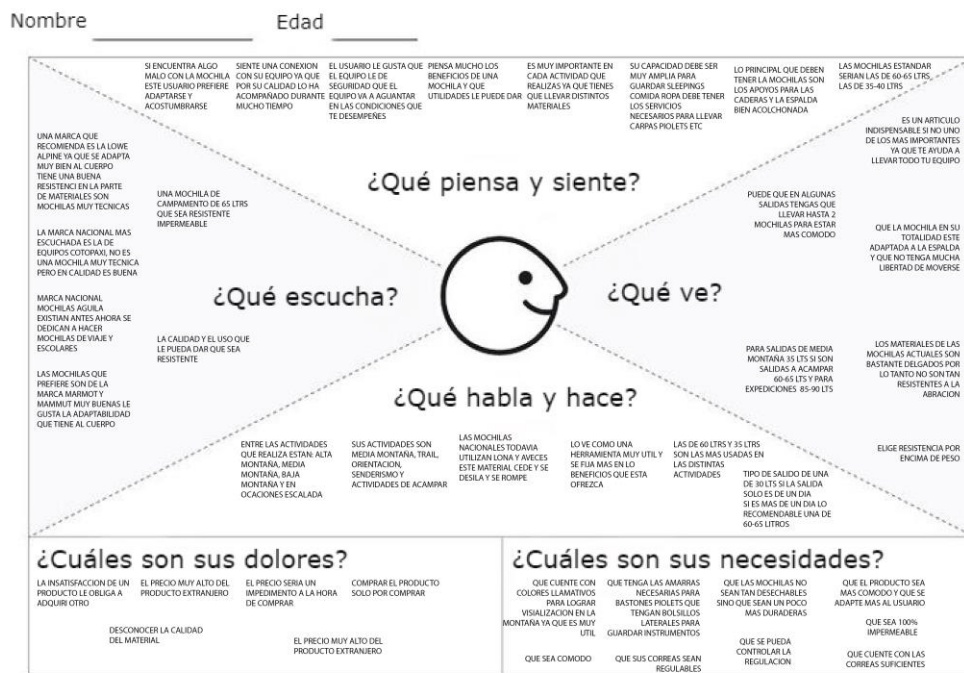 Nombre Edad
SI ENCUENTRA ALGO
MALO CON LA MOCHILA
ESTE USUARIO PREFIERE
ADAPTARSE Y
ACOSTUMBRARSE
SIENTE UNA CONEXION
CON SU EQUIPO YA QUE
POR SU CALIDAD LO HA
ACOMPAÑADO DURANTE
MUCHO TIEMPO
EL USUARIO LE GUSTA QUE
EL EQUIPO LE DE
SEGURIDAD QUE EL
EQUIPO VA A AGUANTAR
EN LAS CONDICIONES QUE
TE DESEMPEÑES
PIENSA MUCHO LOS
BENEFICIOS DE UNA
MOCHILA Y QUE
UTILIDADES LE PUEDE DAR
ES MUY IMPORTANTE EN
CADA ACTIVIDAD QUE
REALIZAS YA QUE TIENES
QUE LLEVAR DISTINTOS
MATERIALES
SU CAPACIDAD DEBE SER
MUY AMPLIA PARA
GUARDAR SLEEPINGS
COMIDA ROPA DEBE TENER
LOS SERVICIOS
NECESARIOS PARA LLEVAR
CARPAS PIOLETS ETC
LO PRINCIPAL QUE DEBEN
TENER LA MOCHILAS SON
LOS APOYOS PARA LAS
CADERAS Y LA ESPALDA
BIEN ACOLCHONADA
LAS MOCHILAS ESTANDAR
SERIAN LAS DE 60-65 LTRS,
LAS DE 35-40 LTRS
¿Qué piensa y siente?
UNA MARCA QUE
RECOMIENDA ES LA LOWE
ALPINE YA QUE SE ADAPTA
MUY BIEN AL CUERPO
TIENE UNA BUENA
RESISTENCI EN LA PARTE
DE MATERIALES SON
MOCHILAS MUY TECNICAS
UNA MOCHILA DE
CAMPAMENTO DE 65 LTRS
QUE SEA RESISTENTE
IMPERMEABLE
LA MARCA NACIONAL MAS
ESCUCHADA ES LA DE
EQUIPOS COTOPAXI, NO ES
UNA MOCHILA MUY TECNICA
PERO EN CALIDAD ES BUENA
¿Qué escucha?
MARCA NACIONAL
MOCHILAS AGUILA
EXISTIAN ANTES AHORA SE
DEDICAN A HACER
MOCHILAS DE VIAJE Y
ESCOLARES
LA CALIDAD Y EL USO QUE
LE PUEDA DAR QUE SEA
RESISTENTE
LAS MOCHILAS QUE
PREFIERE SON DE LA
MARCA MARMOT Y
MAMMUT MUY BUENAS LE
GUSTA LA ADAPTABILIDAD
QUE TIENE AL CUERPO
ES UN ARTICULO
INDISPENSABLE SI NO UNO
DE LOS MAS IMPORTANTES
YA QUE TE AYUDA A
LLEVAR TODO TU EQUIPO
PUEDE QUE EN ALGUNAS
SALIDAS TENGAS QUE
LLEVAR HASTA 2
MOCHILAS PARA ESTAR
MAS COMODO
QUE LA MOCHILA EN SU
TOTALIDAD ESTE
ADAPTADA A LA ESPALDA
Y QUE NO TENGA MUCHA
LIBERTAD DE MOVERSE
¿Qué ve?
PARA SALIDAS DE MEDIA
MONTAÑA 35 LTS SI SON
SALIDAS A ACAMPAR
60-65 LTS Y PARA
EXPEDICIONES 85-90 LTS
LOS MATERIALES DE LAS
MOCHILAS ACTUALES SON
BASTANTE DELGADOS POR
LO TANTO NO SON TAN
RESISTENTES A LA
ABRACION
ELIGE RESISTENCIA POR
ENCIMA DE PESO
¿Qué habla y hace?
ENTRE LAS ACTIVIDADES
QUE REALIZA ESTAN: ALTA
MONTAÑA, MEDIA
MONTAÑA, BAJA
MONTAÑA Y EN
OCACIONES ESCALADA
SUS ACTIVIDADES SON
MEDIA MONTAÑA, TRAIL,
ORIENTACION,
SENDERISMO Y
ACTIVIDADES DE ACAMPAR
LAS MOCHILAS
NACIONALES TODAVIA
UTILIZAN LONA Y AVECES
ESTE MATERIAL CEDE Y SE
DESILA Y SE ROMPE
LO VE COMO UNA
HERRAMIENTA MUY UTIL Y
SE FIJA MAS EN LO
BENEFICIOS QUE ESTA
OFREZCA
LAS DE 60 LTRS Y 35 LTRS
SON LAS MAS USADAS EN
LAS DISTINTAS
ACTIVIDADES
TIPO DE SALIDO DE UNA
DE 30 LTS SI LA SALIDA
SOLO ES DE UN DIA
SI ES MAS DE UN DIA LO
RECOMENDABLE UNA DE
60-65 LITROS
¿Cuáles son sus dolores?
LA INSATISFACCION DE UN
PRODUCTO LE OBLIGA A
ADQUIRI OTRO
EL PRECIO MUY ALTO DEL
PRODUCTO EXTRANJERO
EL PRECIO SERIA UN
IMPEDIMENTO A LA HORA
DE COMPRAR
COMPRAR EL PRODUCTO
SOLO POR COMPRAR
DESCONOCER LA CALIDAD
DEL MATERIAL
EL PRECIO MUY ALTO DEL
PRODUCTO EXTRANJERO
¿Cuáles son sus necesidades?
QUE CUENTE CON
COLORES LLAMATIVOS
PARA LOGRAR
VISUALIZACION EN LA
MONTAÑA YA QUE ES MUY
UTIL
QUE TENGA LAS AMARRAS
NECESARIAS PARA
BASTONES PIOLETS QUE
TENGAN BOLSILLOS
LATERALES PARA
GUARDAR INSTRUMENTOS
QUE LAS MOCHILAS NO
SEAN TAN DESECHABLES
SINO QUE SEAN UN POCO
MAS DURADERAS
QUE EL PRODUCTO SEA
MAS COMODO Y QUE SE
ADAPTE MAS AL USUARIO
QUE SEA 100%
IMPERMEABLE
QUE SEA COMODO
QUE SUS CORREAS SEAN
REGULABLES
QUE SE PUEDA
CONTROLAR LA
REGULACION
QUE CUENTE CON LAS
CORREAS SUFICIENTES